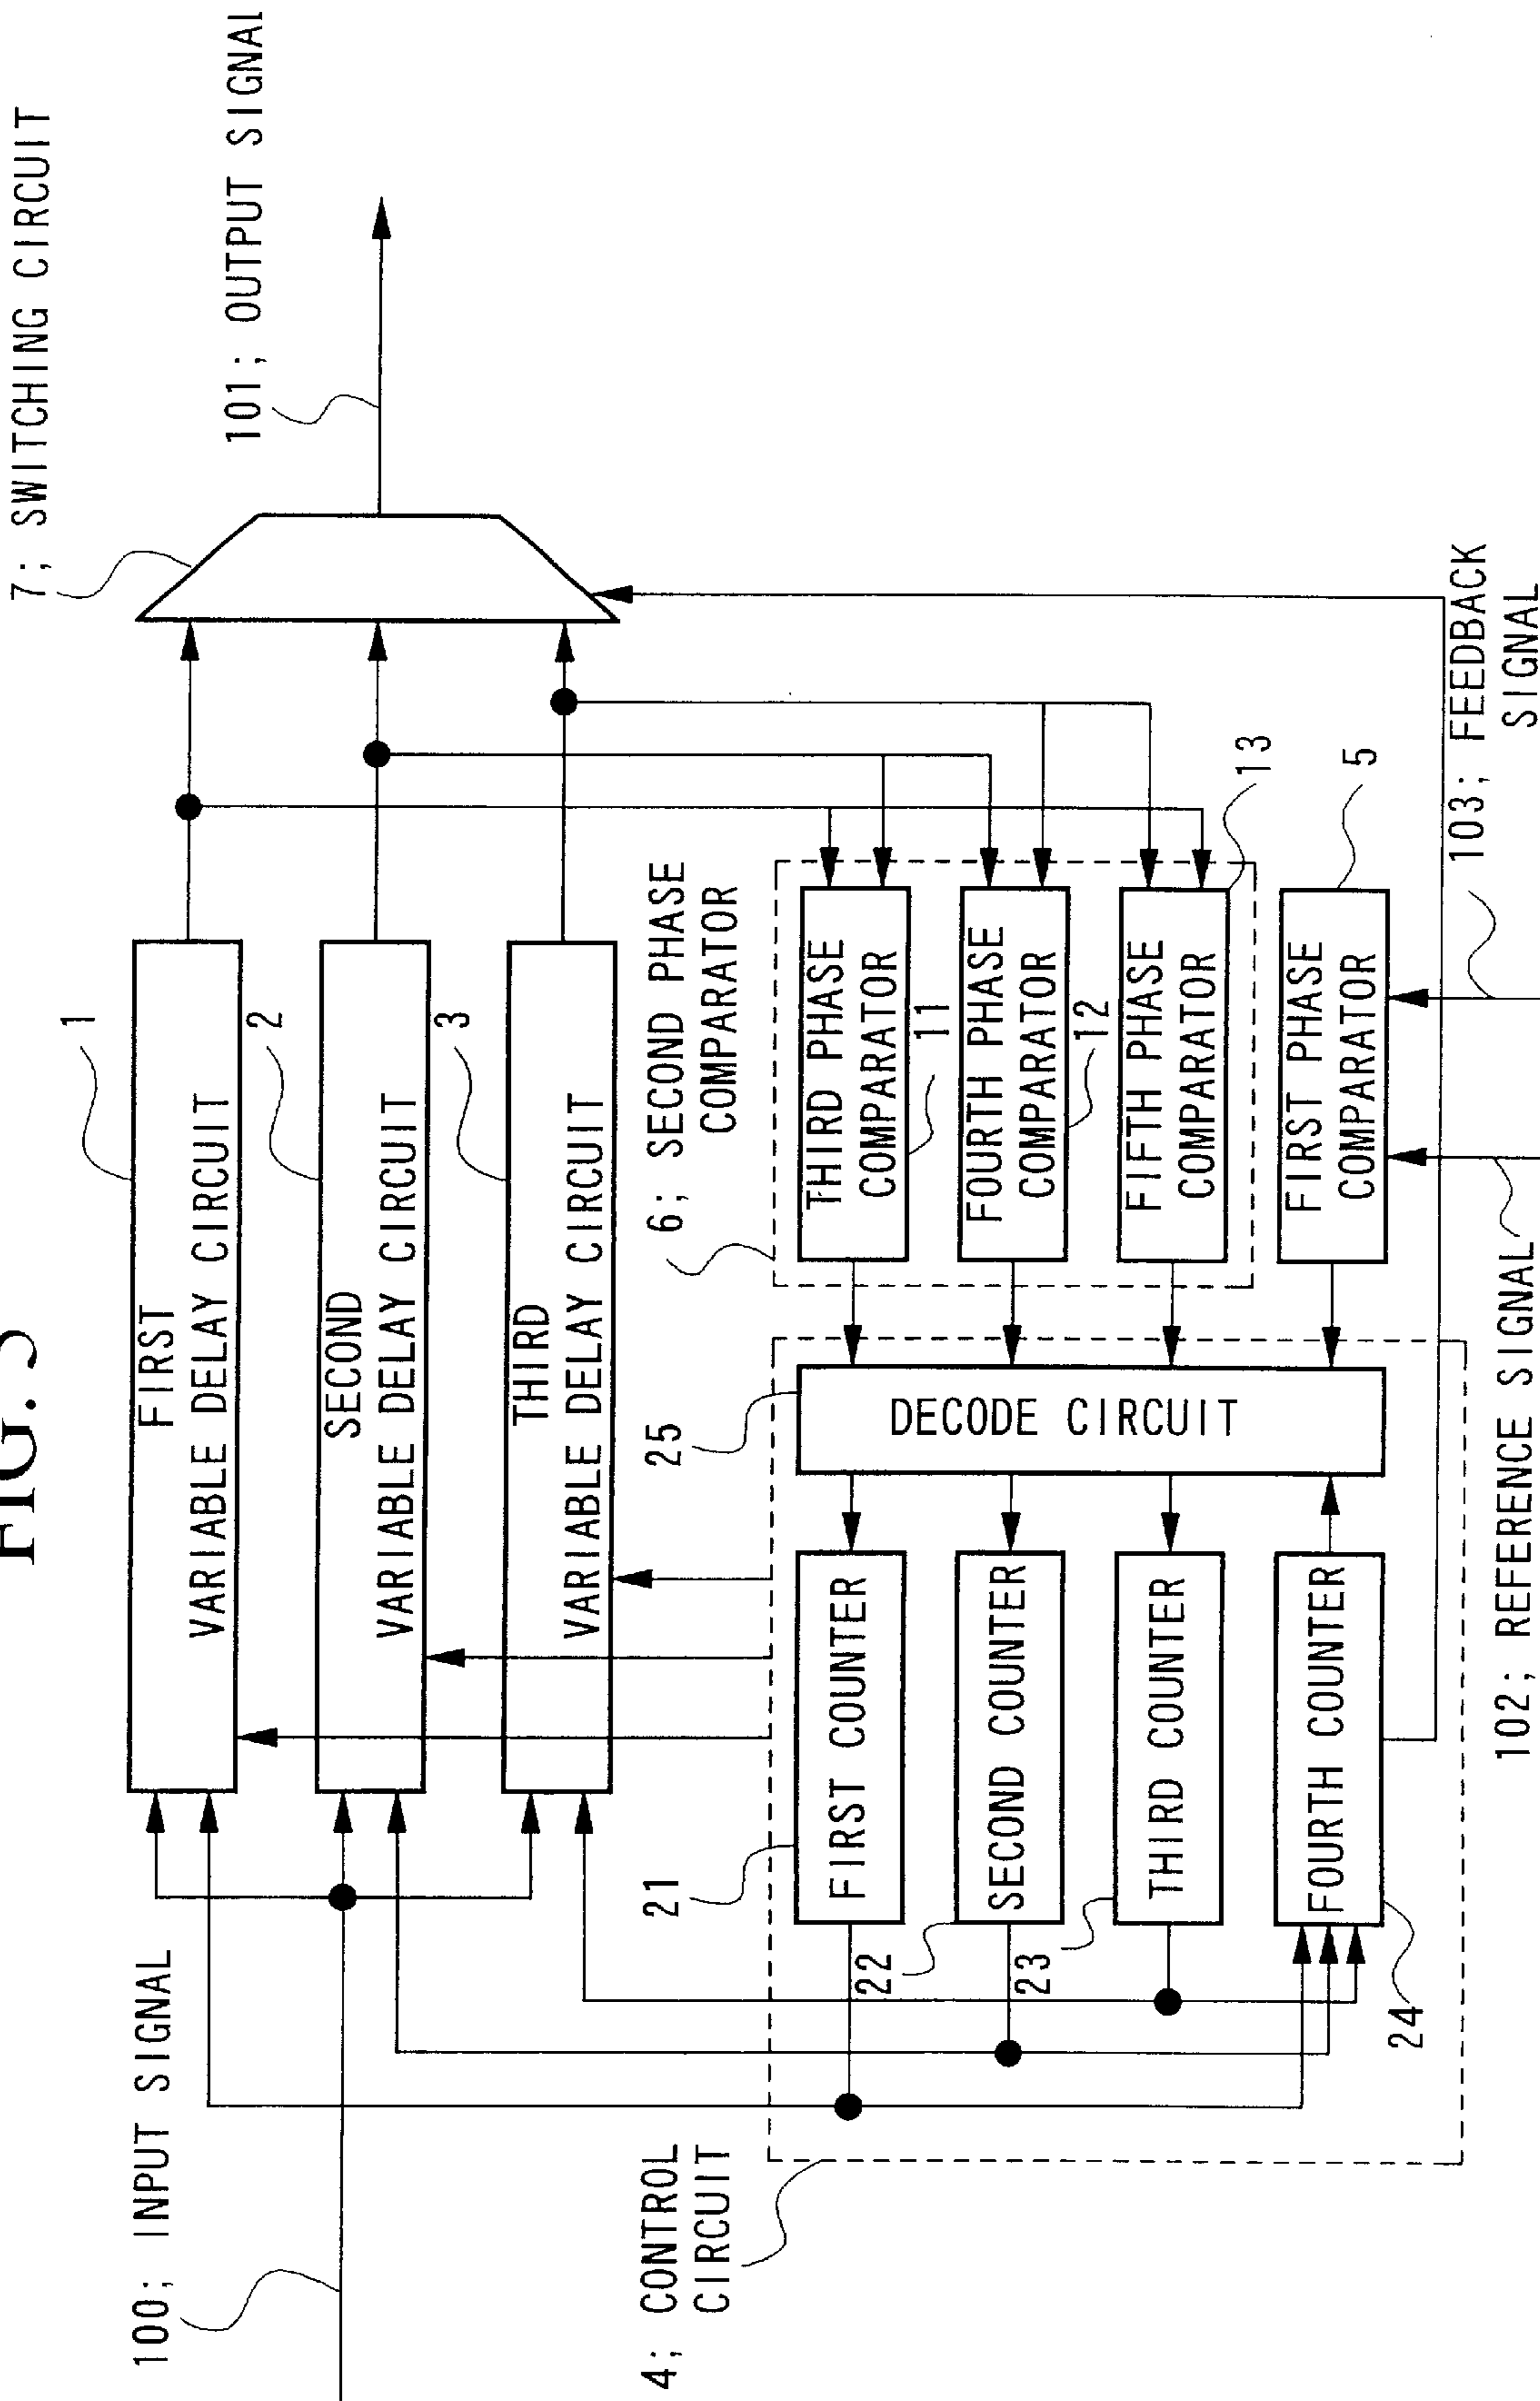 FIG. 3
7; SWITCHING CIRCUIT
101; OUTPUT SIGNAL
100; INPUT SIGNAL
1
FIRST
VARIABLE DELAY CIRCUIT
2
SECOND
VARIABLE DELAY CIRCUIT
3
THIRD
VARIABLE DELAY CIRCUIT
4; CONTROL
CIRCUIT
6; SECOND PHASE
COMPARATOR
21
FIRST COUNTER
22
SECOND COUNTER
23
THIRD COUNTER
24
FOURTH COUNTER
25
DECODE CIRCUIT
THIRD PHASE
COMPARATOR
11
FOURTH PHASE
COMPARATOR
12
FIFTH PHASE
COMPARATOR
13
FIRST PHASE
COMPARATOR
5
102; REFERENCE SIGNAL
103; FEEDBACK
SIGNAL